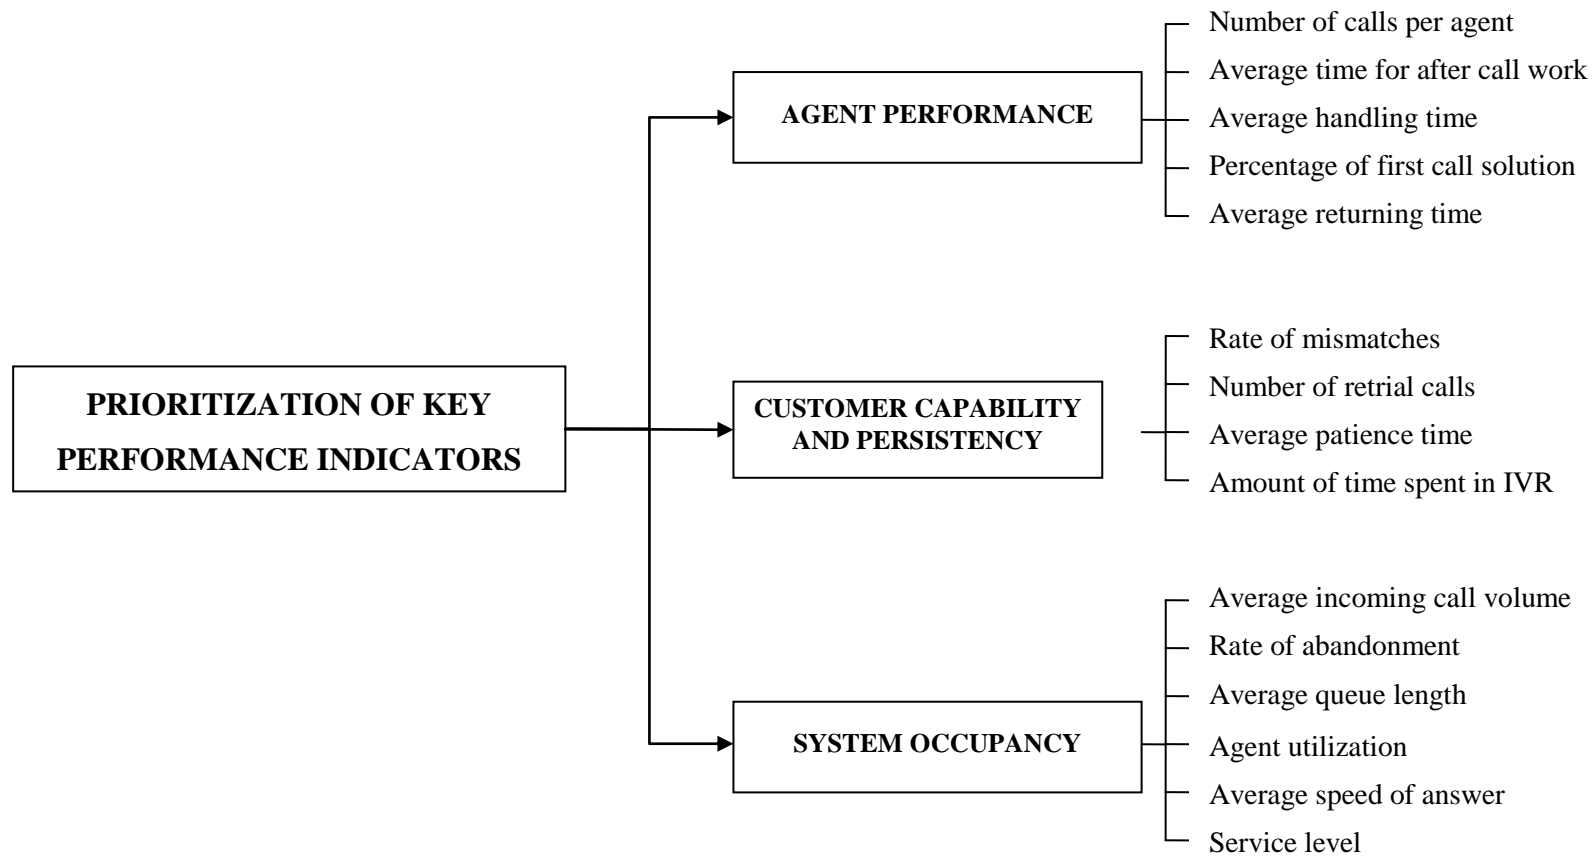 PRIORITIZATION OF KEY
PERFORMANCE INDICATORS
AGENT PERFORMANCE
Number of calls per agent
Average time for after call work
Average handling time
Percentage of first call solution
Average returning time
CUSTOMER CAPABILITY
AND PERSISTENCY
Rate of mismatches
Number of retrial calls
Average patience time
Amount of time spent in IVR
SYSTEM OCCUPANCY
Average incoming call volume
Rate of abandonment
Average queue length
Agent utilization
Average speed of answer
Service level